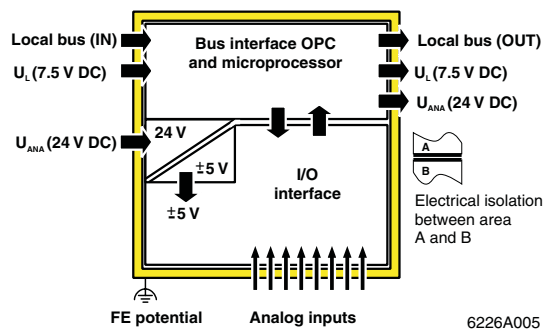 Local bus (IN)
U_L (7.5 V DC)
U_ANA (24 V DC)
Bus interface OPC
and microprocessor
Local bus (OUT)
U_L (7.5 V DC)
U_ANA (24 V DC)
24 V
±5 V
±5 V
I/O
interface
A
B
Electrical isolation
between area
A and B
FE potential
Analog inputs
6226A005